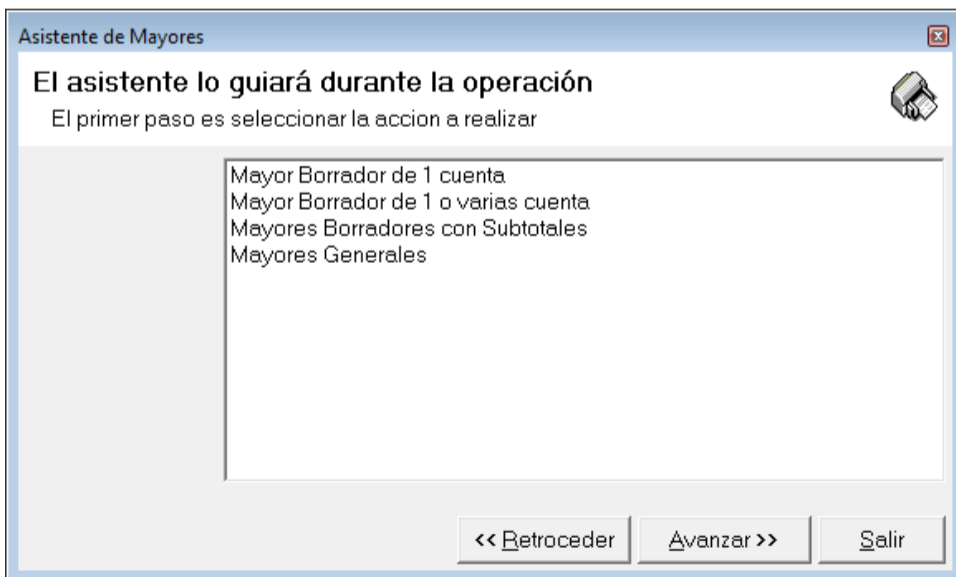 Asistente de Mayores
El asistente lo guiará durante la operación
El primer paso es seleccionar la accion a realizar
Mayor Borrador de 1 cuenta
Mayor Borrador de 1 o varias cuenta
Mayores Borradores con Subtotales
Mayores Generales
<< Retroceder
Avanzar >>
Salir